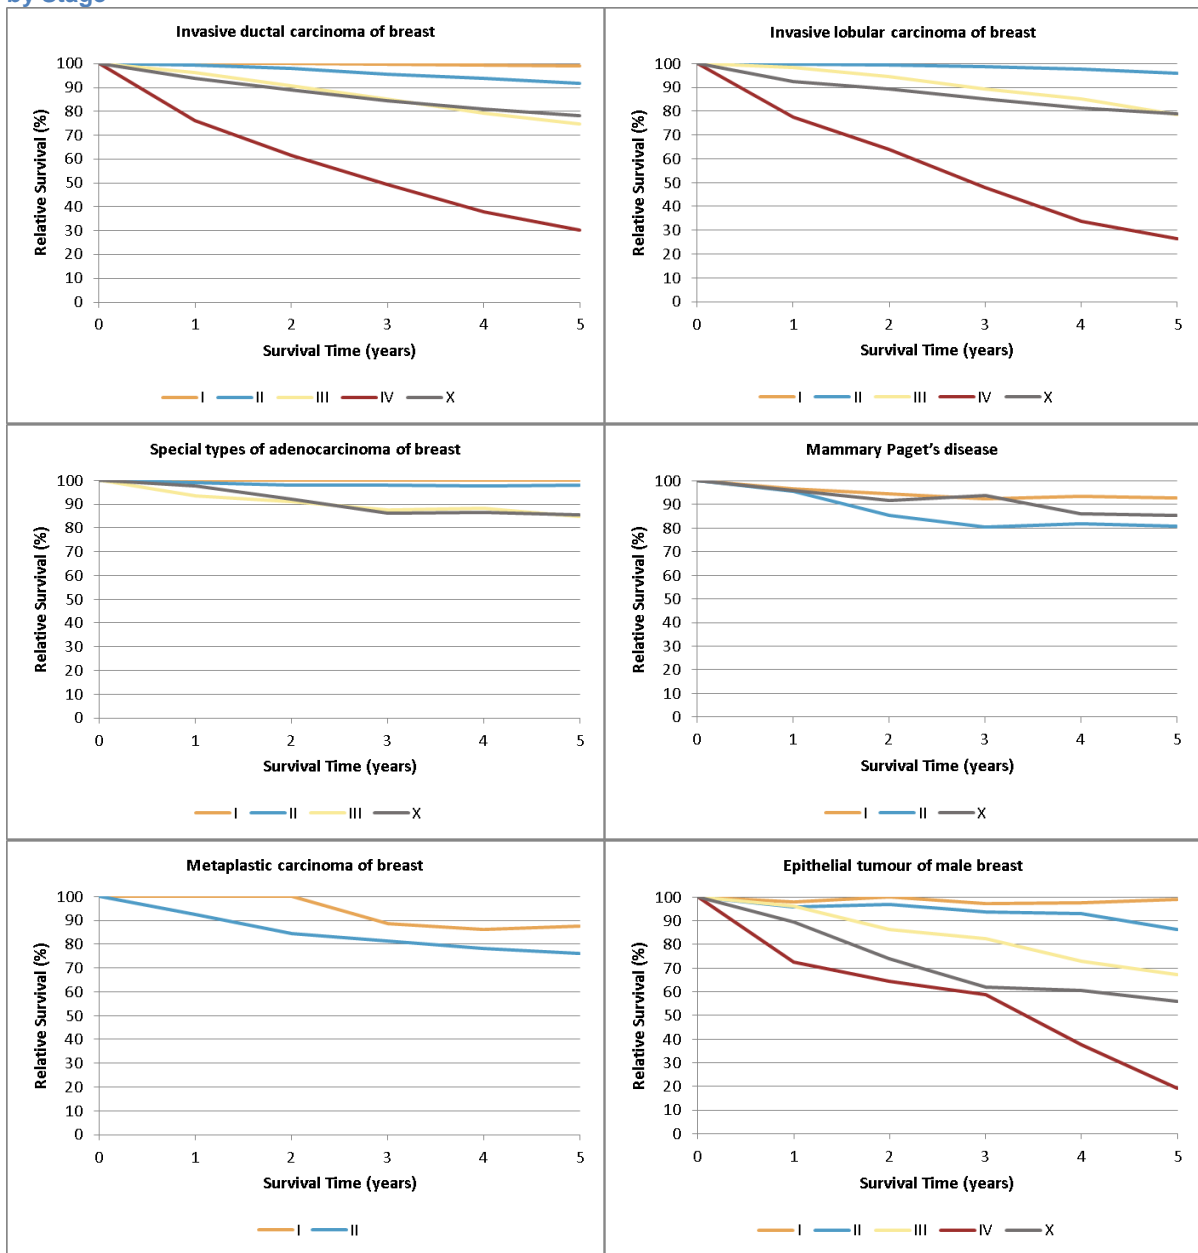 by Stage
Invasive ductal carcinoma of breast
Relative Survival (%)
100
90
80
70
60
50
40
30
20
10
0
0 1 2 3 4 5
Survival Time (years)
I II III IV X
Invasive lobular carcinoma of breast
Relative Survival (%)
100
90
80
70
60
50
40
30
20
10
0
0 1 2 3 4 5
Survival Time (years)
I II III IV X
Special types of adenocarcinoma of breast
Relative Survival (%)
100
90
80
70
60
50
40
30
20
10
0
0 1 2 3 4 5
Survival Time (years)
I II III X
Mammary Paget's disease
Relative Survival (%)
100
90
80
70
60
50
40
30
20
10
0
0 1 2 3 4 5
Survival Time (years)
I II X
Metaplastic carcinoma of breast
Relative Survival (%)
100
90
80
70
60
50
40
30
20
10
0
0 1 2 3 4 5
Survival Time (years)
I II
Epithelial tumour of male breast
Relative Survival (%)
100
90
80
70
60
50
40
30
20
10
0
0 1 2 3 4 5
Survival Time (years)
I II III IV X